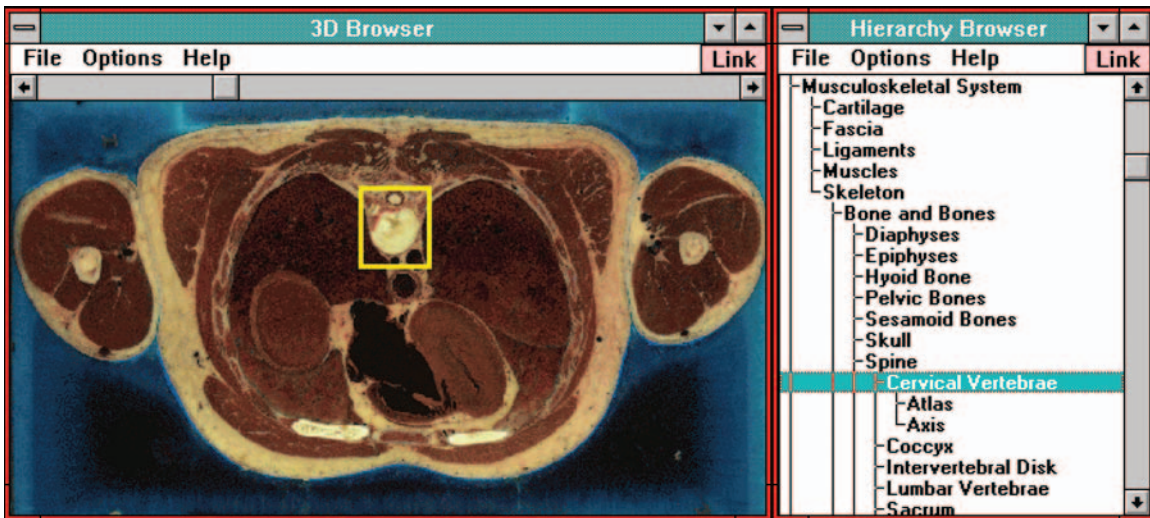 3D Browser
File Options Help Link
Hierarchy Browser
File Options Help Link
Musculoskeletal System
Cartilage
Fascia
Ligaments
Muscles
Skeleton
Bone and Bones
Diaphyses
Epiphyses
Hyoid Bone
Pelvic Bones
Sesamoid Bones
Skull
Spine
Cervical Vertebrae
Atlas
Axis
Coccyx
Intervertebral Disk
Lumbar Vertebrae
Sacrum